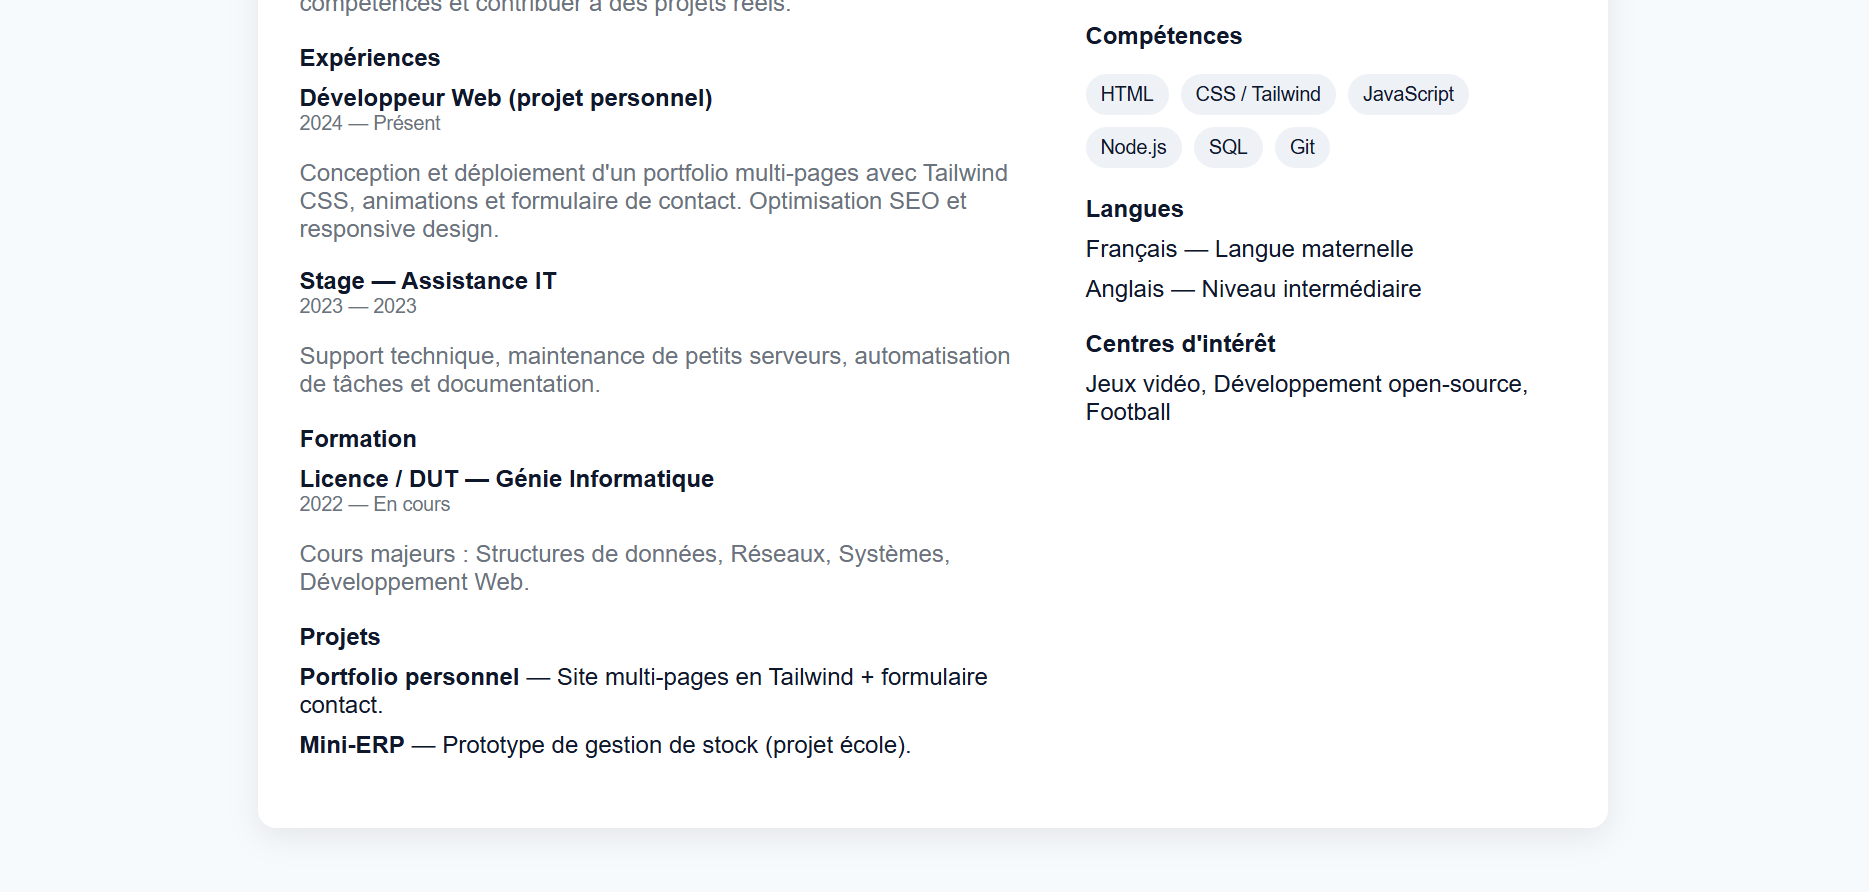 compétences et contribuer à des projets réels.
Expériences
Développeur Web (projet personnel)
2024 — Présent
Conception et déploiement d'un portfolio multi-pages avec Tailwind
CSS, animations et formulaire de contact. Optimisation SEO et
responsive design.
Stage — Assistance IT
2023 — 2023
Support technique, maintenance de petits serveurs, automatisation
de tâches et documentation.
Formation
Licence / DUT — Génie Informatique
2022 — En cours
Cours majeurs : Structures de données, Réseaux, Systèmes,
Développement Web.
Projets
Portfolio personnel — Site multi-pages en Tailwind + formulaire
contact.
Mini-ERP — Prototype de gestion de stock (projet école).
Compétences
HTML CSS / Tailwind JavaScript
Node.js SQL Git
Langues
Français — Langue maternelle
Anglais — Niveau intermédiaire
Centres d'intérêt
Jeux vidéo, Développement open-source,
Football